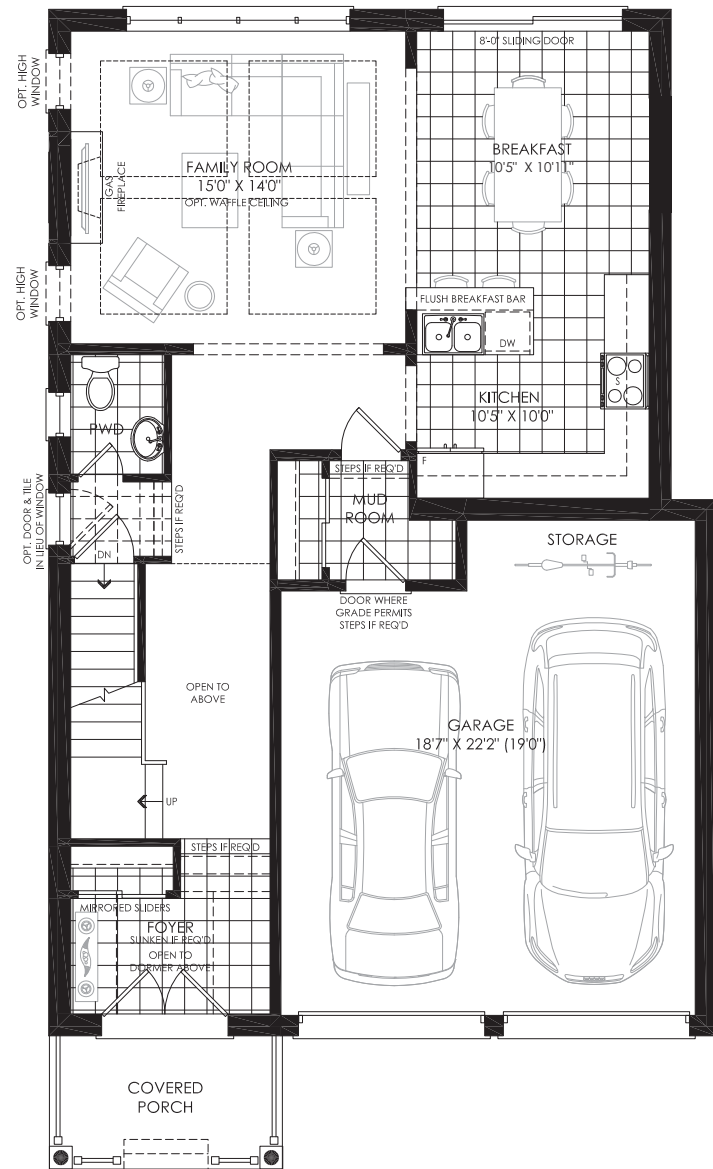 8'-0" SLIDING DOOR
OPT. HIGH
WINDOW
BREAKFAST
10'5" X 10'11"
FAMILY ROOM
15'0" X 14'0"
OPT. WAFFLE CEILING
GAS
FIREPLACE
OPT. HIGH
WINDOW
FLUSH BREAKFAST BAR
DW
S
KITCHEN
10'5" X 10'0"
PWD
F
STEPS IF REQ'D
MUD
ROOM
OPT. DOOR & TILE
IN LIEU OF WINDOW
STEPS IF REQ'D
DN
STORAGE
DOOR WHERE
GRADE PERMITS
STEPS IF REQ'D
OPEN TO
ABOVE
GARAGE
18'7" X 22'2" (19'0")
UP
STEPS IF REQ'D
MIRRORED SLIDERS
FOYER
SUNKEN IF REQ'D
OPEN TO
DORMER ABOVE
COVERED
PORCH